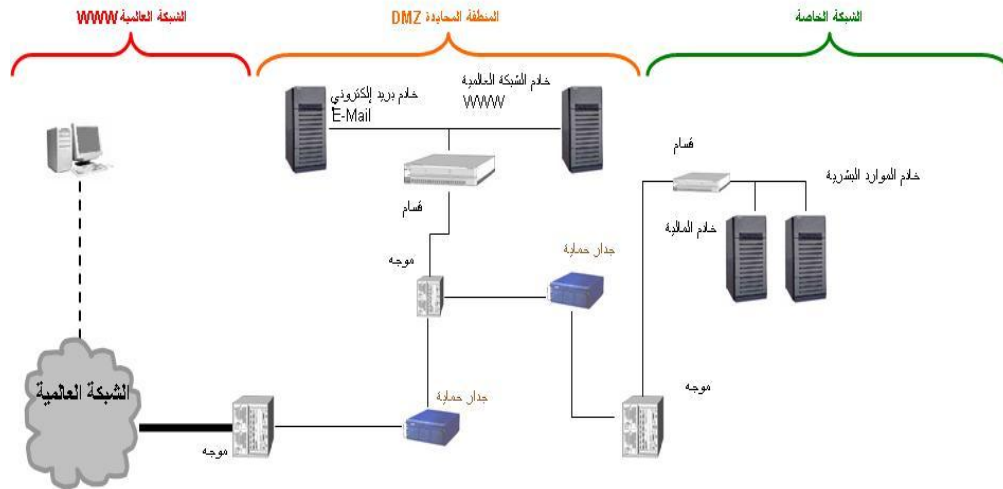 الشبكة العالمية WWW
المنطقة المحايدة DMZ
الشبكة الخاصة
خادم بريد إلكتروني
E-Mail
خادم الشبكة العالمية
WWW
قسام
خادم الموارد البشرية
خادم المالية
قسام
جدار حماية
موجه
الشبكة العالمية
جدار حماية
موجه
موجه